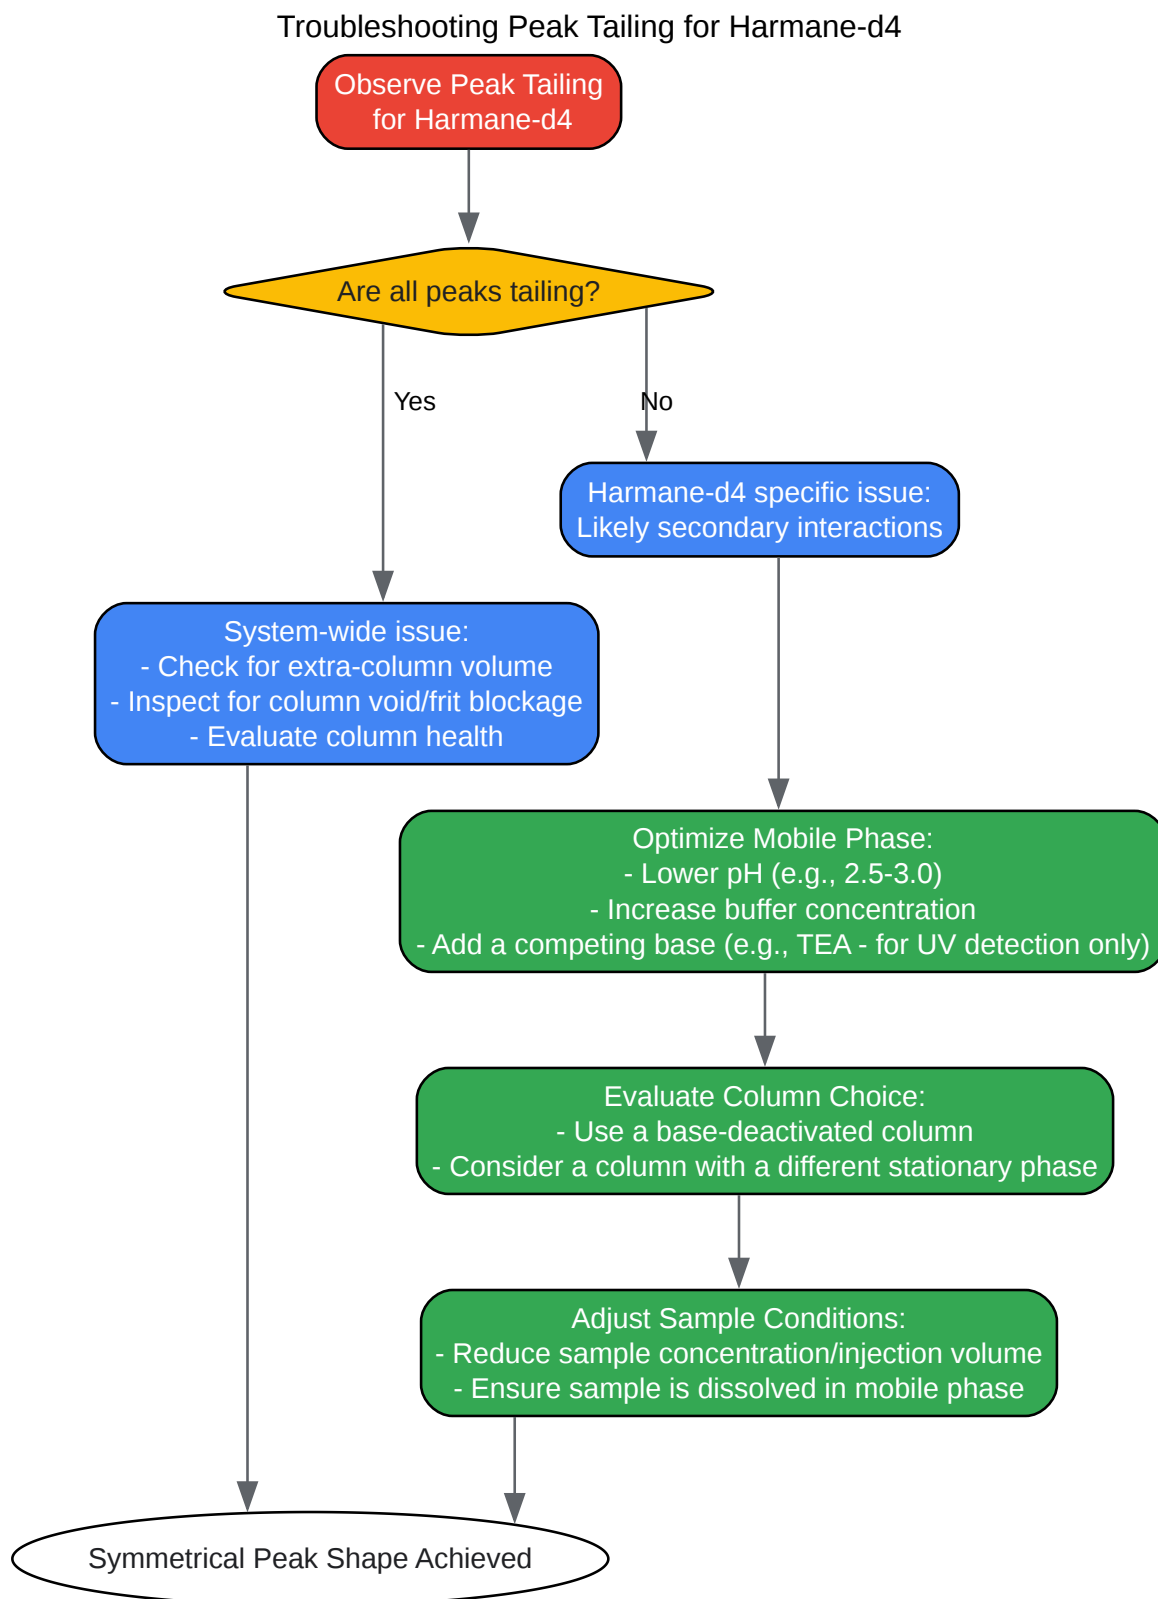 Troubleshooting Peak Tailing for Harmane-d4
Observe Peak Tailing
for Harmane-d4
Are all peaks tailing?
Yes
No
Harmane-d4 specific issue:
Likely secondary interactions
System-wide issue:
- Check for extra-column volume
- Inspect for column void/frit blockage
- Evaluate column health
Optimize Mobile Phase:
- Lower pH (e.g., 2.5-3.0)
- Increase buffer concentration
- Add a competing base (e.g., TEA - for UV detection only)
Evaluate Column Choice:
- Use a base-deactivated column
- Consider a column with a different stationary phase
Adjust Sample Conditions:
- Reduce sample concentration/injection volume
- Ensure sample is dissolved in mobile phase
Symmetrical Peak Shape Achieved